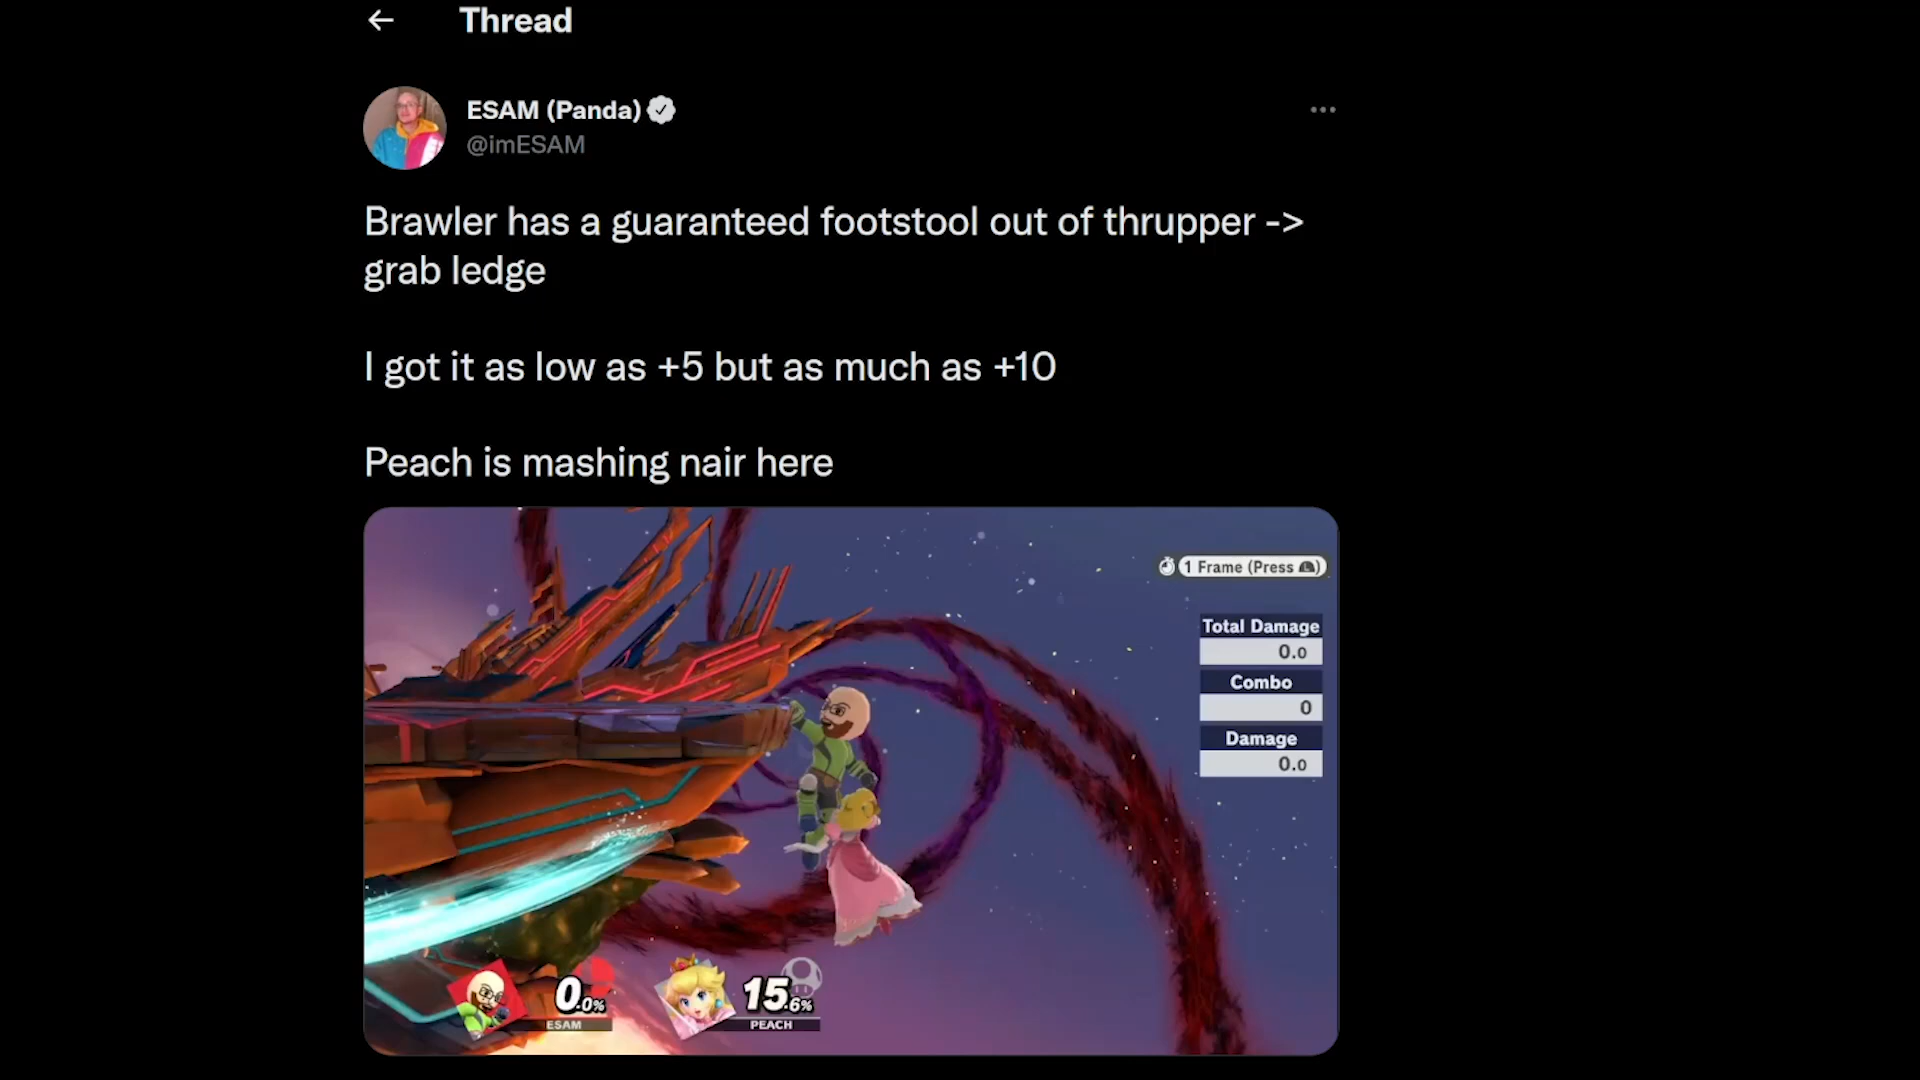 Thread
ESAM (Panda)
@imESAM
Brawler has a guaranteed footstool out of thrupper ->
grab ledge
I got it as low as +5 but as much as +10
Peach is mashing nair here
1 Frame (Press L)
Total Damage
0.0
Combo
0
Damage
0.0
0.0%
ESAM
15.6%
PEACH